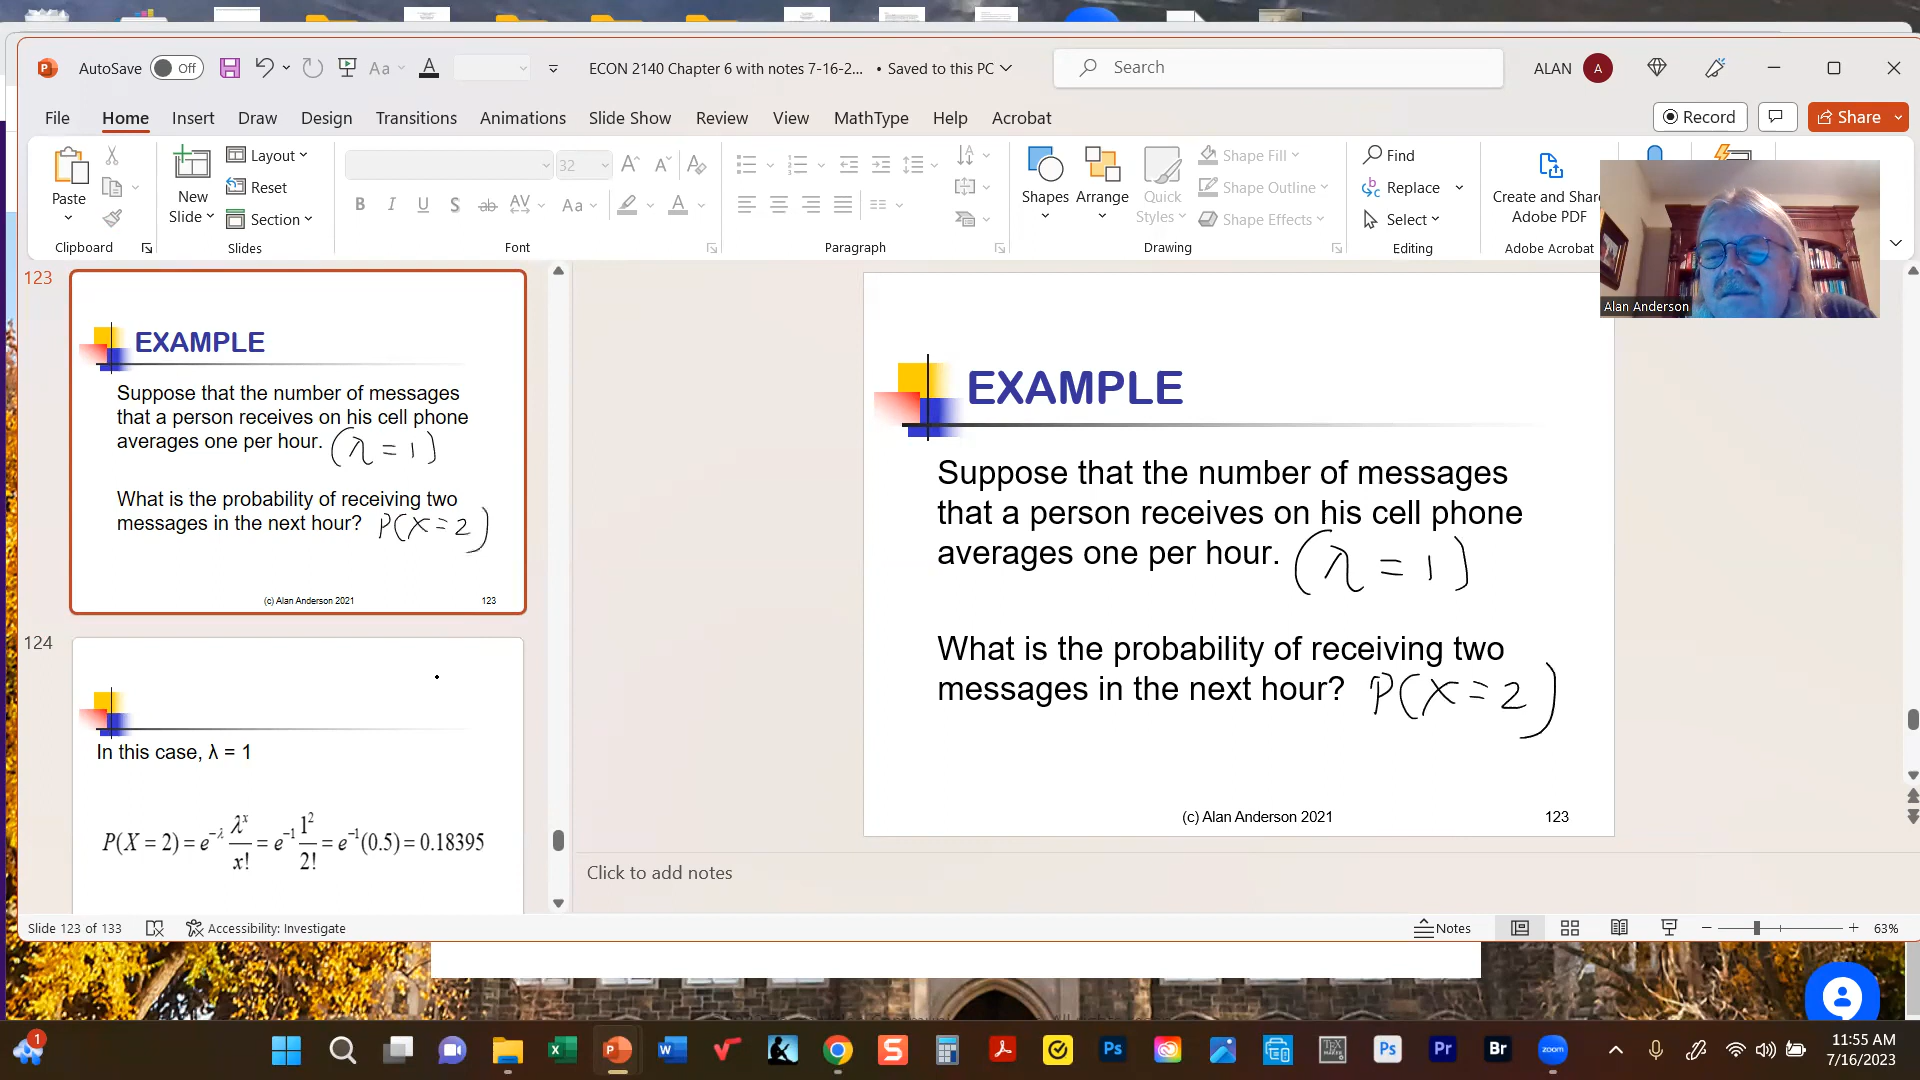 AutoSave
Off
ECON 2140 Chapter 6 with notes 7-16-2... • Saved to this PC
Search
ALAN
A
File
Home
Insert
Draw
Design
Transitions
Animations
Slide Show
Review
View
MathType
Help
Acrobat
Record
Share
Paste
New
Slide
Layout
Reset
Section
32
Aa
Find
Replace
Select
Shapes
Arrange
Quick
Styles
Shape Fill
Shape Outline
Shape Effects
Create and Share
Adobe PDF
Clipboard
Slides
Font
Paragraph
Drawing
Editing
Adobe Acrobat
Alan Anderson
123
EXAMPLE
Suppose that the number of messages
that a person receives on his cell phone
averages one per hour. (λ = 1)
What is the probability of receiving two
messages in the next hour? P(X = 2)
(c) Alan Anderson 2021
123
124
In this case, λ = 1
P(X = 2) = e^{-λ} λ^x/x! = e^{-1} 1^2/2! = e^{-1}(0.5) = 0.18395
EXAMPLE
Suppose that the number of messages
that a person receives on his cell phone
averages one per hour. (λ = 1)
What is the probability of receiving two
messages in the next hour? P(X = 2)
(c) Alan Anderson 2021
123
Click to add notes
Slide 123 of 133
Accessibility: Investigate
Notes
63%
11:55 AM
7/16/2023